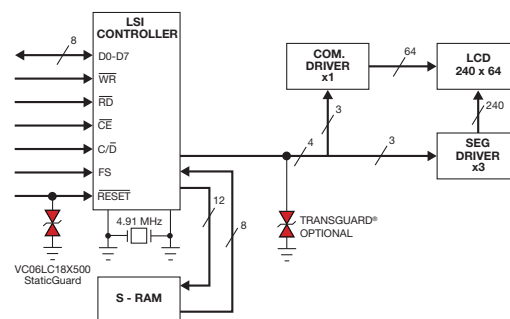 LSI
CONTROLLER
8
D0-D7
WR
RD
CE
C/D
FS
RESET
4.91 MHz
VC06LC18X500
StaticGuard
S - RAM
12
8
COM.
DRIVER
x1
64
LCD
240 x 64
3
240
4
3
SEG
DRIVER
x3
TRANSGUARD®
OPTIONAL